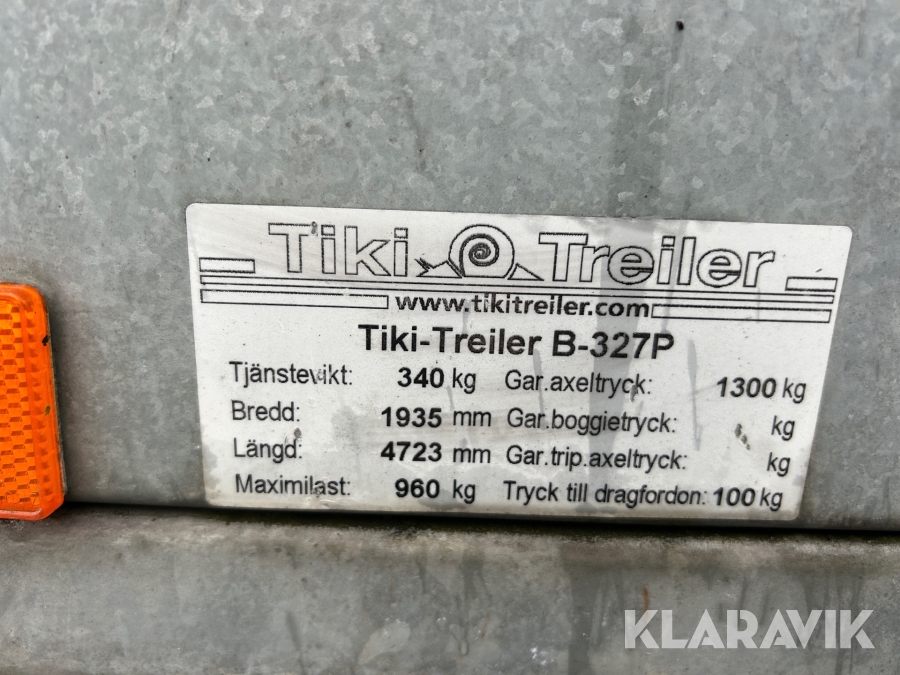 Tiki Treiler
www.tikitreiler.com
Tiki-Treiler B-327P
Tjänstevikt: 340 kg Gar.axeltryck: 1300 kg
Bredd: 1935 mm Gar.boggietryck: kg
Längd: 4723 mm Gar.trip.axeltryck: kg
Maximilast: 960 kg Tryck till dragfordon: 100 kg
KLARAVIK